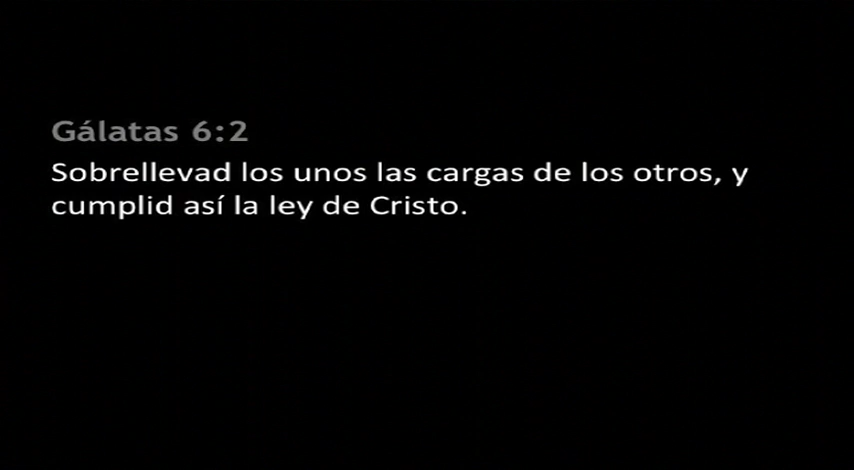 Gálatas 6:2
Sobrellevad los unos las cargas de los otros, y
cumplid así la ley de Cristo.